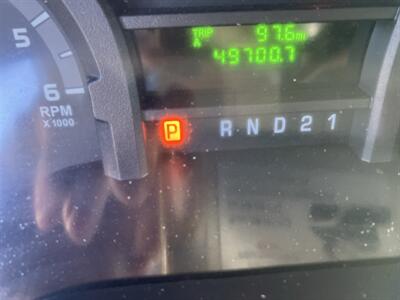 TRIP 97.6 mi
A
49700.7
5
6
RPM
X 1000
P R N D 2 1